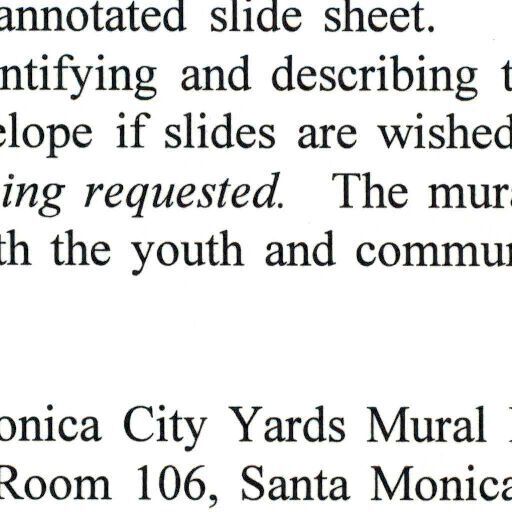 annotated slide sheet.
ntifying and describing t
elope if slides are wished
ing requested. The mura
th the youth and commun
onica City Yards Mural
Room 106, Santa Monica